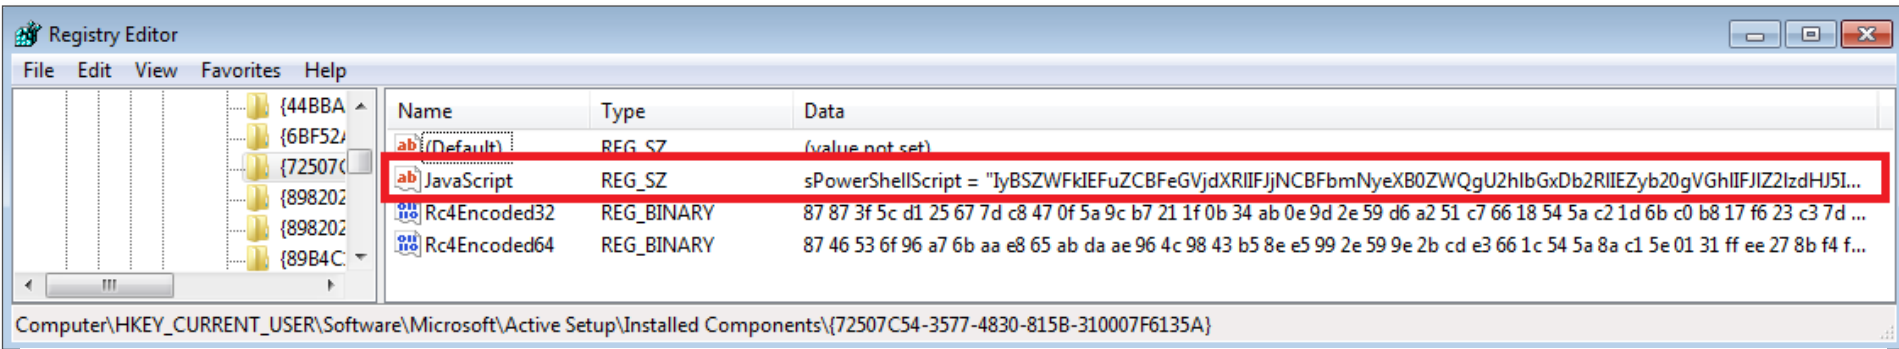 Registry Editor
File Edit View Favorites Help
{44BBA
{6BF52A
{72507C
{898202
{898202
{89B4C
Name Type Data
(Default) REG_SZ (value not set)
JavaScript REG_SZ sPowerShellScript = "IyBSZWFkIEFuZCBFeGVjdXRlIFJjNCBFbmNyeXB0ZWQgU2hlbGxDb2RlIEZyb20gVGhlIFJlZ2lzdHJ5I...
Rc4Encoded32 REG_BINARY 87 87 3f 5c d1 25 67 7d c8 47 0f 5a 9c b7 21 1f 0b 34 ab 0e 9d 2e 59 d6 a2 51 c7 66 18 54 5a c2 1d 6b c0 b8 17 f6 23 c3 7d ...
Rc4Encoded64 REG_BINARY 87 46 53 6f 96 a7 6b aa e8 65 ab da ae 96 4c 98 43 b5 8e e5 99 2e 59 9e 2b cd e3 66 1c 54 5a 8a c1 5e 01 31 ff ee 27 8b f4 f...
Computer\HKEY_CURRENT_USER\Software\Microsoft\Active Setup\Installed Components\{72507C54-3577-4830-815B-310007F6135A}